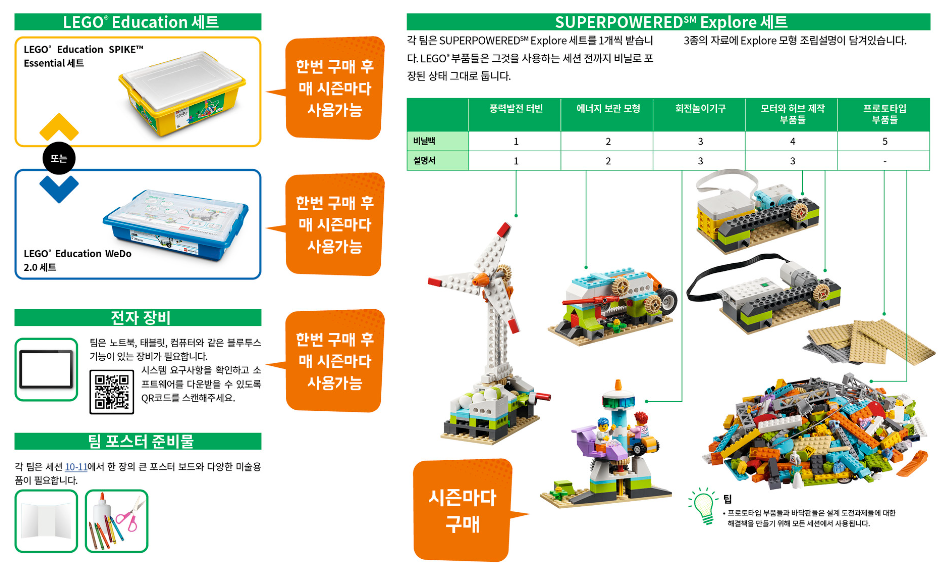 LEGO® Education 세트
LEGO® Education SPIKE™
Essential 세트
한번 구매 후
매 시즌마다
사용가능
또는
LEGO® Education WeDo
2.0 세트
한번 구매 후
매 시즌마다
사용가능
전자 장비
팀은 노트북, 태블릿, 컴퓨터와 같은 블루투스
기능이 있는 장비가 필요합니다.
시스템 요구사항을 확인하고 소
프트웨어를 다운받을 수 있도록
QR코드를 스캔해주세요.
한번 구매 후
매 시즌마다
사용가능
팀 포스터 준비물
각 팀은 세션 10-11에서 한 장의 큰 포스터 보드와 다양한 미술용
품이 필요합니다.
SUPERPOWERED℠ Explore 세트
각 팀은 SUPERPOWERED℠ Explore 세트를 1개씩 받습니
다. LEGO® 부품들은 그것을 사용하는 세션 전까지 비닐로 포
장된 상태 그대로 둡니다.
3종의 자료에 Explore 모형 조립설명이 담겨있습니다.
풍력발전 터빈 에너지 보관 모형 회전놀이기구 모터와 허브 제작 프로토타입
부품들 부품들
비닐백 1 2 3 4 5
설명서 1 2 3 3 -
시즌마다
구매
팁
• 프로토타입 부품들과 바닥판들은 설계 도전과제들에 대한
해결책을 만들기 위해 모든 세션에서 사용됩니다.